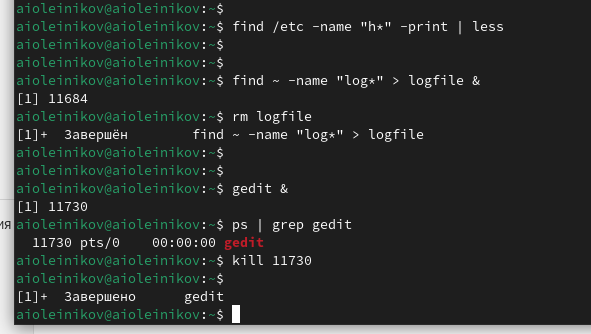 aioleinikov@aioleinikov:~$
aioleinikov@aioleinikov:~$ find /etc -name "h*" -print | less
aioleinikov@aioleinikov:~$
aioleinikov@aioleinikov:~$
aioleinikov@aioleinikov:~$ find ~ -name "log*" > logfile &
[1] 11684
aioleinikov@aioleinikov:~$ rm logfile
[1]+  Завершён        find ~ -name "log*" > logfile
aioleinikov@aioleinikov:~$
aioleinikov@aioleinikov:~$
aioleinikov@aioleinikov:~$ gedit &
[1] 11730
ия
aioleinikov@aioleinikov:~$ ps | grep gedit
  11730 pts/0    00:00:00 gedit
aioleinikov@aioleinikov:~$ kill 11730
aioleinikov@aioleinikov:~$
[1]+  Завершено      gedit
aioleinikov@aioleinikov:~$